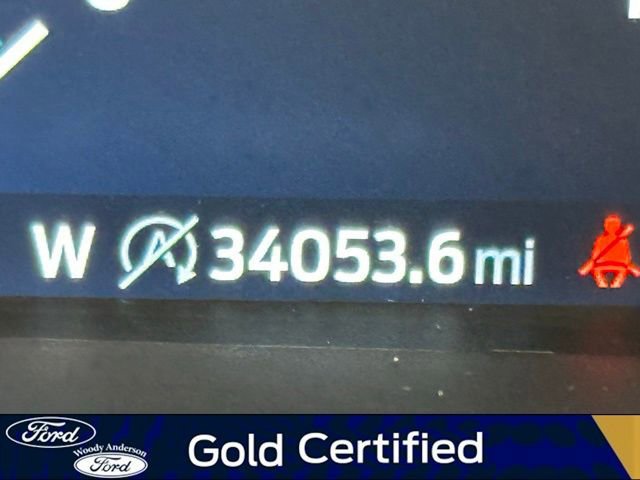 W A 34053.6 mi
Ford
Woody Anderson
Ford
Gold Certified